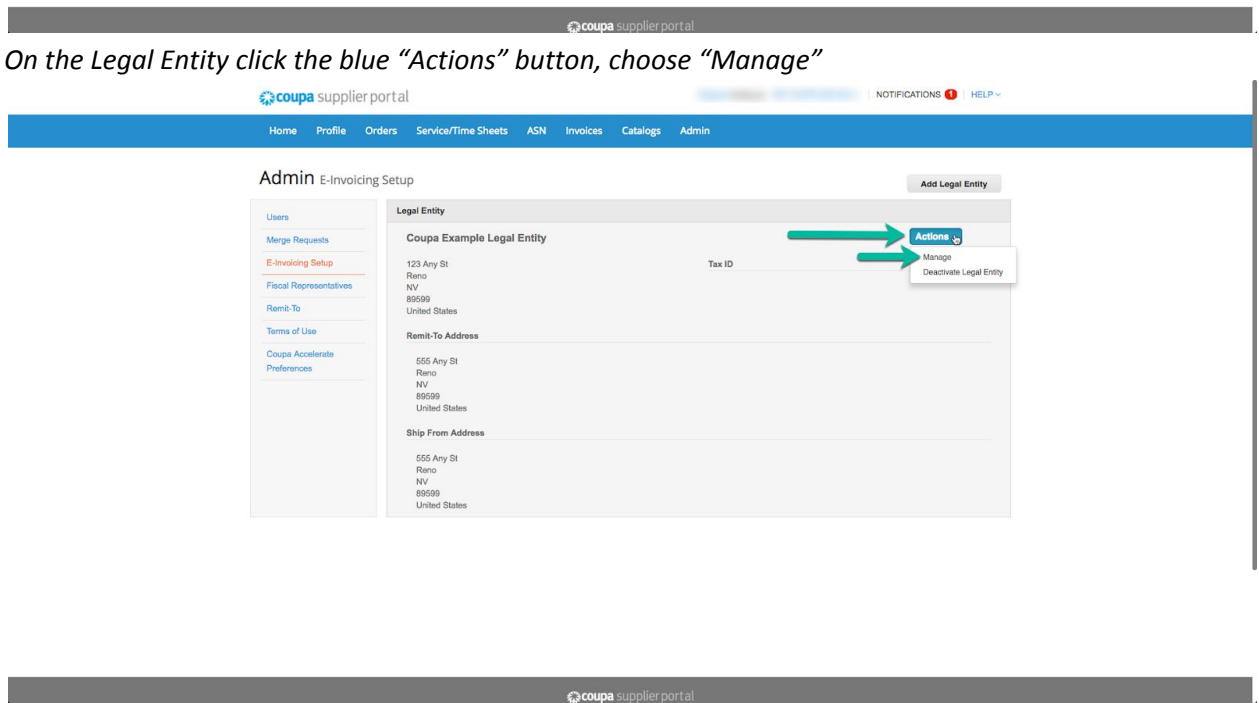 coupa supplier portal
On the Legal Entity click the blue “Actions” button, choose “Manage”
coupa supplier portal
NOTIFICATIONS 1 HELP
Home Profile Orders Service/Time Sheets ASN Invoices Catalogs Admin
Admin E-Invoicing Setup
Add Legal Entity
Users
Merge Requests
E-Invoicing Setup
Fiscal Representatives
Remit-To
Terms of Use
Coupa Accelerate
Preferences
Legal Entity
Coupa Example Legal Entity
Actions
Manage
Deactivate Legal Entity
123 Any St
Reno
NV
89599
United States
Tax ID
Remit-To Address
555 Any St
Reno
NV
89599
United States
Ship From Address
555 Any St
Reno
NV
89599
United States
coupa supplier portal